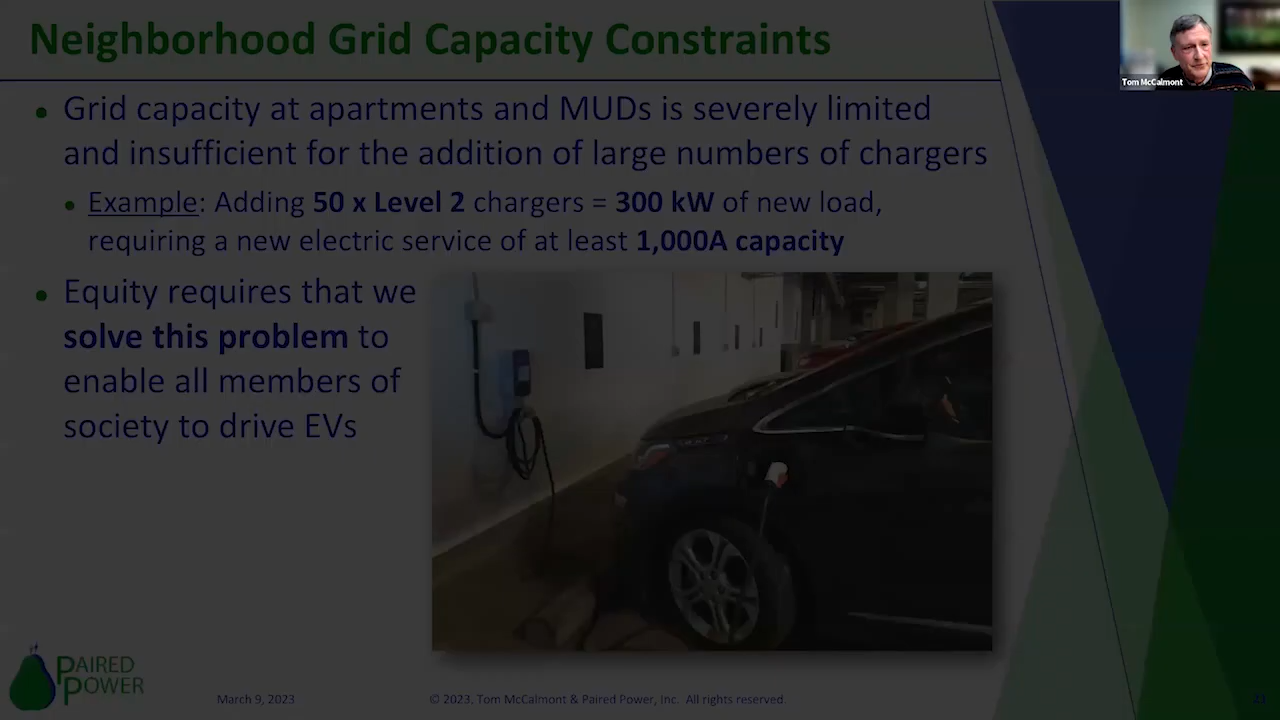 Neighborhood Grid Capacity Constraints
Tom McCalmont
• Grid capacity at apartments and MUDs is severely limited
and insufficient for the addition of large numbers of chargers
• Example: Adding 50 x Level 2 chargers = 300 kW of new load,
requiring a new electric service of at least 1,000A capacity
• Equity requires that we
solve this problem to
enable all members of
society to drive EVs
PAIRED
POWER
March 9, 2023
© 2023, Tom McCalmont & Paired Power, Inc. All rights reserved.
21